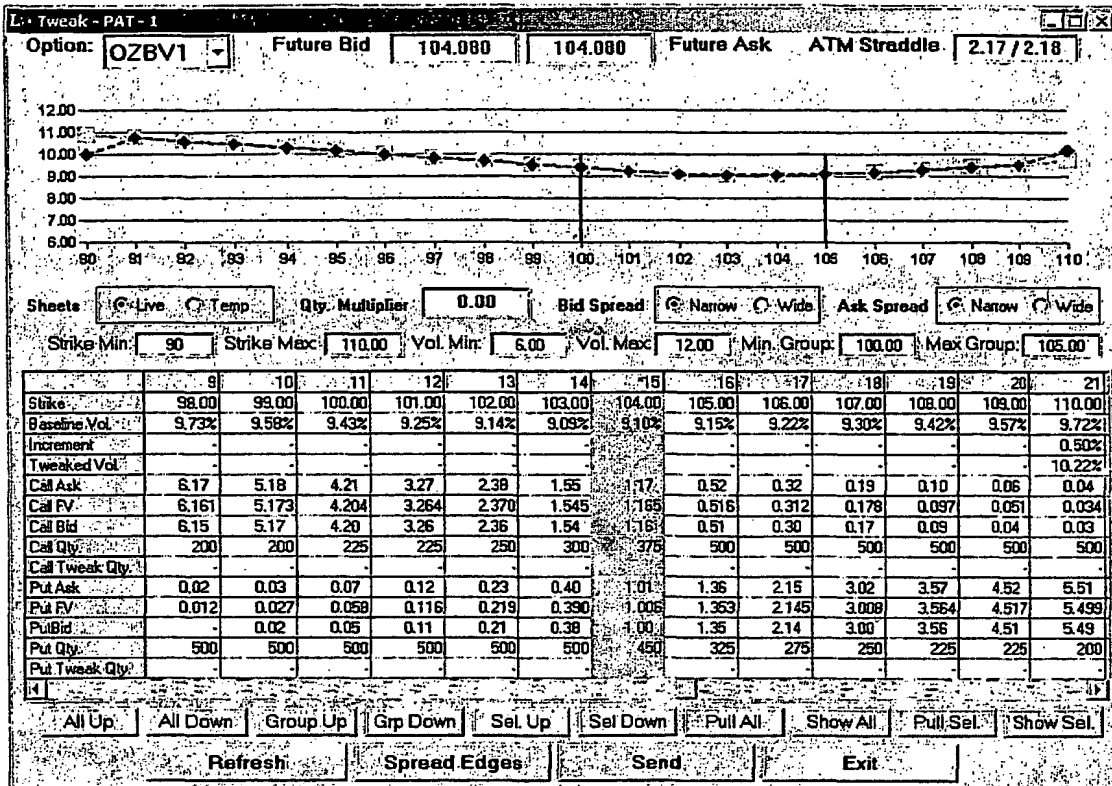 Tweak - PAT - 1
Option: OZBV1 Future Bid 104.080 104.080 Future Ask ATM Straddle 2.17 / 2.18
12.00
11.00
10.00
9.00
8.00
7.00
6.00
90 91 92 93 94 95 96 97 98 99 100 101 102 103 104 105 106 107 108 109 110
Sheets Live Temp Qty. Multiplier 0.00 Bid Spread Narrow Wide Ask Spread Narrow Wide
Strike Min: 90 Strike Max: 110.00 Vol. Min: 6.00 Vol. Max: 12.00 Min. Group: 100.00 Max Group: 105.00
9 10 11 12 13 14 15 16 17 18 19 20 21
Strike 98.00 99.00 100.00 101.00 102.00 103.00 104.00 105.00 106.00 107.00 108.00 109.00 110.00
Baseline Vol. 9.73% 9.58% 9.43% 9.25% 9.14% 9.09% 9.10% 9.15% 9.22% 9.30% 9.42% 9.57% 9.72%
Increment - - - - - - - - - - - - 0.50%
Tweaked Vol. - - - - - - - - - - - - 10.22%
Call Ask 6.17 5.18 4.21 3.27 2.38 1.55 1.17 0.52 0.32 0.19 0.10 0.06 0.04
Call FV 6.161 5.173 4.204 3.264 2.370 1.545 1.165 0.516 0.312 0.178 0.097 0.051 0.034
Call Bid 6.15 5.17 4.20 3.26 2.36 1.54 1.161 0.51 0.30 0.17 0.09 0.04 0.03
Call Qty. 200 200 225 225 250 300 375 500 500 500 500 500 500
Call Tweak Qty. - - - - - - - - - - - - -
Put Ask 0.02 0.03 0.07 0.12 0.23 0.40 1.01 1.36 2.15 3.02 3.57 4.52 5.51
Put FV 0.012 0.027 0.058 0.116 0.219 0.390 1.006 1.353 2.145 3.008 3.564 4.517 5.499
Put Bid - 0.02 0.05 0.11 0.21 0.38 1.00 1.35 2.14 3.00 3.56 4.51 5.49
Put Qty. 500 500 500 500 500 500 450 325 275 250 225 225 200
Put Tweak Qty. - - - - - - - - - - - - -
All Up All Down Group Up Grp Down Sel. Up Sel Down Pull All Show All Pull Sel. Show Sel.
Refresh Spread Edges Send Exit